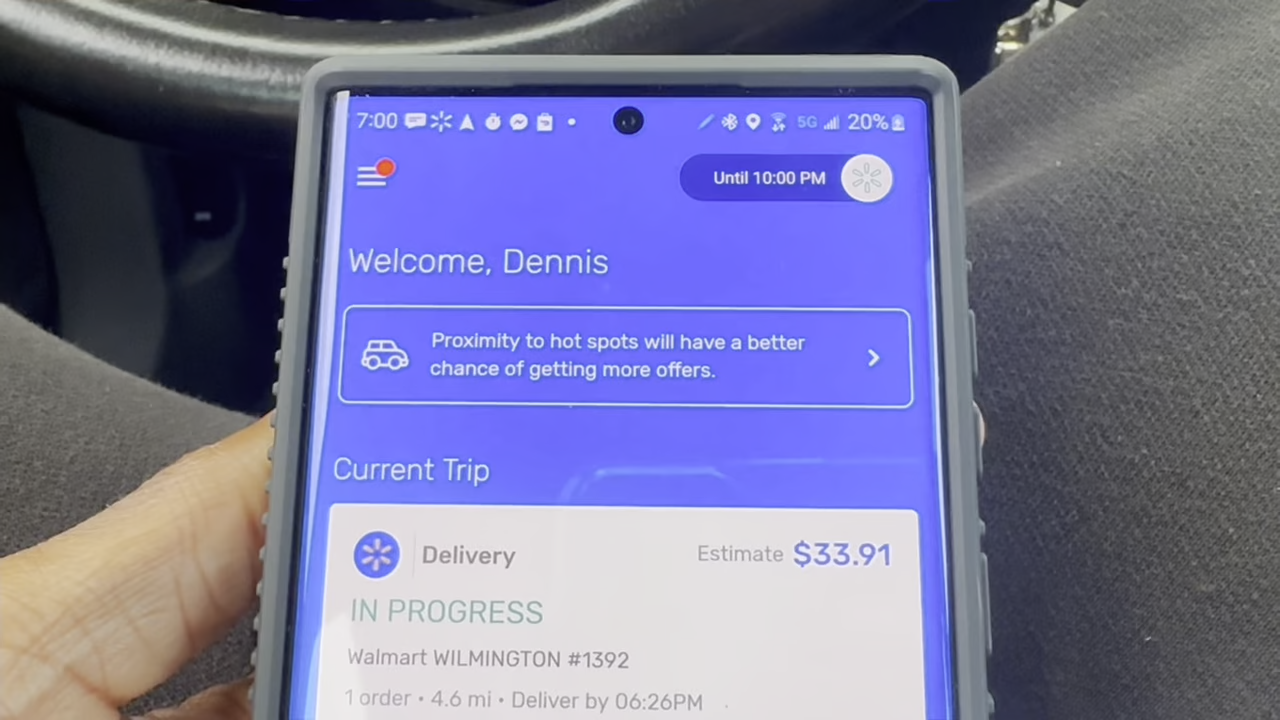 7:00 5G 20%
Until 10:00 PM
Welcome, Dennis
Proximity to hot spots will have a better
chance of getting more offers.
Current Trip
Delivery Estimate $33.91
IN PROGRESS
Walmart WILMINGTON #1392
1 order • 4.6 mi • Deliver by 06:26PM